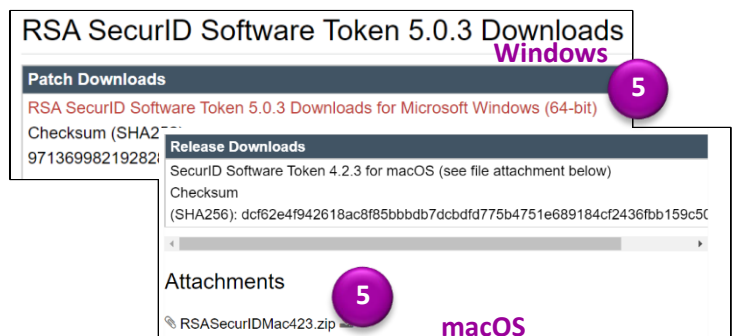 RSA SecurID Software Token 5.0.3 Downloads
Windows
Patch Downloads
5
RSA SecurID Software Token 5.0.3 Downloads for Microsoft Windows (64-bit)
Checksum
971369982192828
Release Downloads
SecurID Software Token 4.2.3 for macOS (see file attachment below)
Checksum
(SHA256): dcf62e4f942618ac8f85bbbdb7dcbdfd775b4751e689184cf2436fbb159c50
Attachments
5
RSASecurIDMac423.zip
macOS